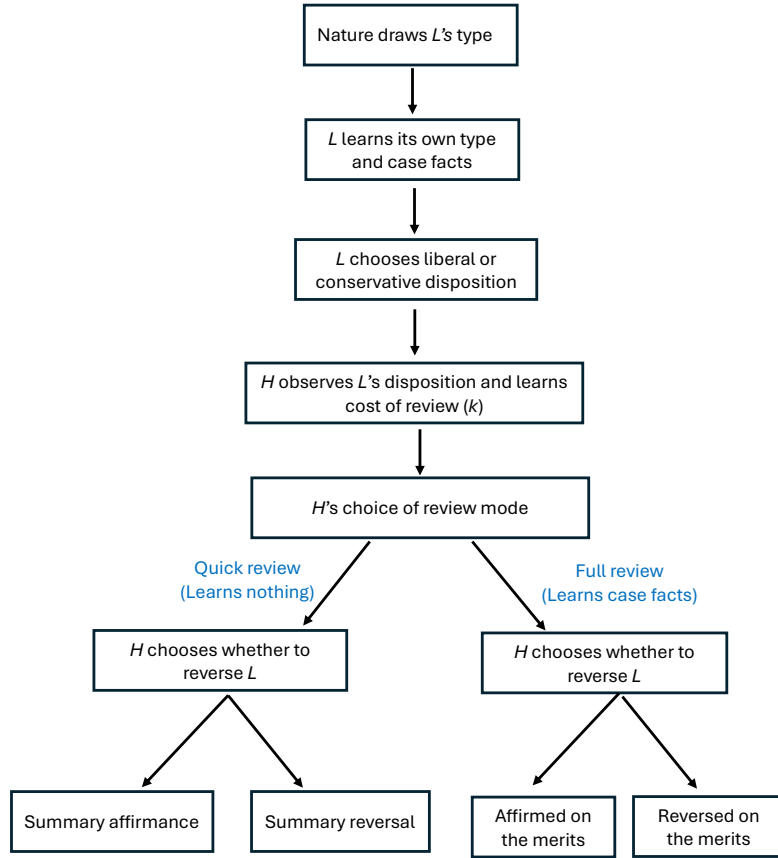 Nature draws L's type
L learns its own type
and case facts
L chooses liberal or
conservative disposition
H observes L's disposition and learns
cost of review (k)
H's choice of review mode
Quick review
(Learns nothing)
Full review
(Learns case facts)
H chooses whether to
reverse L
H chooses whether to
reverse L
Summary affirmance
Summary reversal
Affirmed on
the merits
Reversed on
the merits